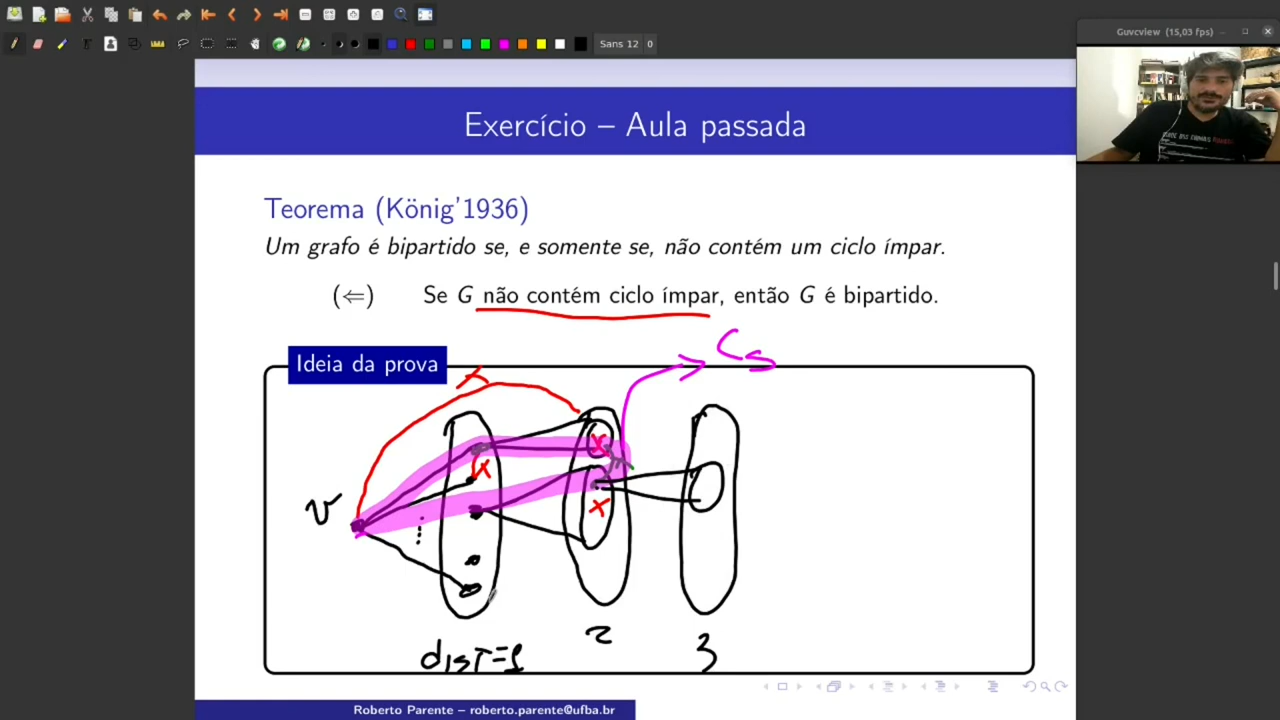 Sans 12 0
Guvcview (15,03 fps)
Exercício – Aula passada
Teorema (König'1936)
Um grafo é bipartido se, e somente se, não contém um ciclo ímpar.
(⇐) Se G não contém ciclo ímpar, então G é bipartido.
Ideia da prova
C5
x
x
x
x
v
dist=1
2
3
Roberto Parente – roberto.parente@ufba.br